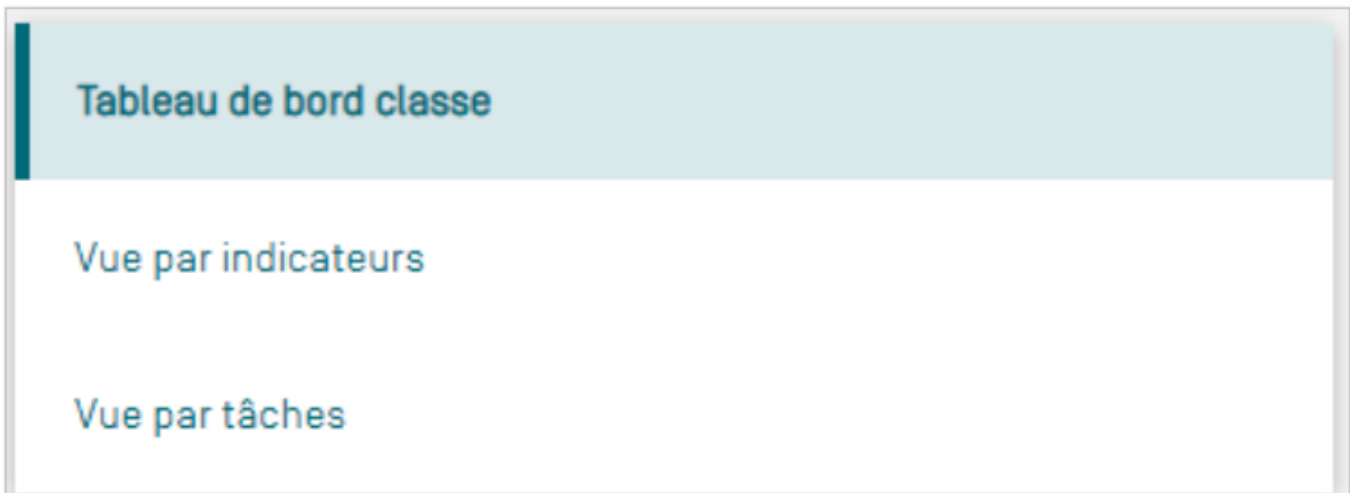 Tableau de bord classe
Vue par indicateurs
Vue par tâches